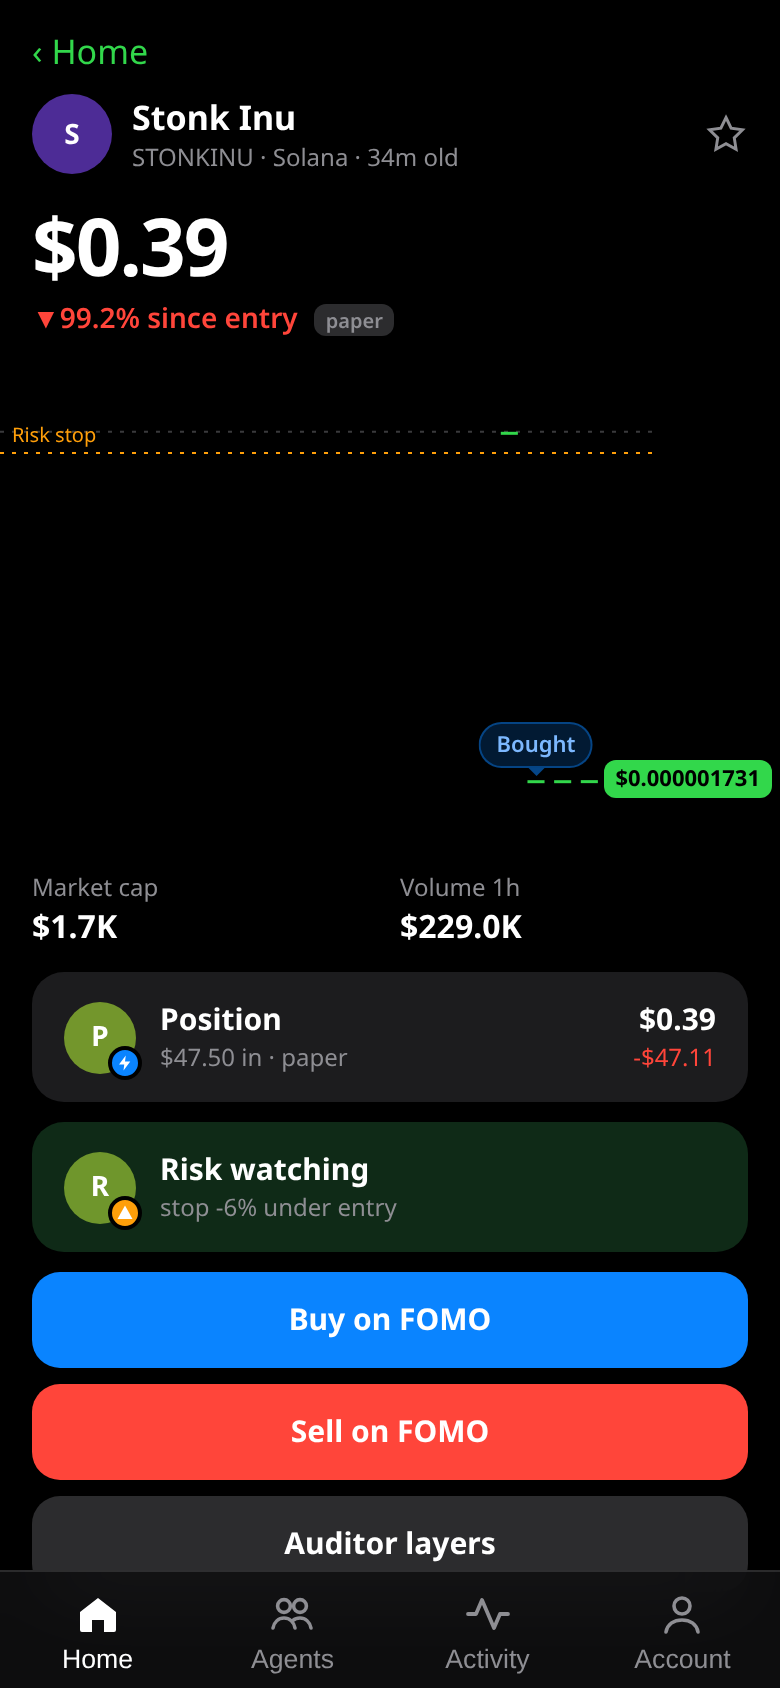 ‹ Home
S
Stonk Inu
STONKINU · Solana · 34m old
$0.39
▼99.2% since entry
paper
Risk stop
Bought
$0.000001731
Market cap
Volume 1h
$1.7K
$229.0K
P
Position
$0.39
$47.50 in · paper
-$47.11
R
Risk watching
stop -6% under entry
Buy on FOMO
Sell on FOMO
Auditor layers
Home
Agents
Activity
Account